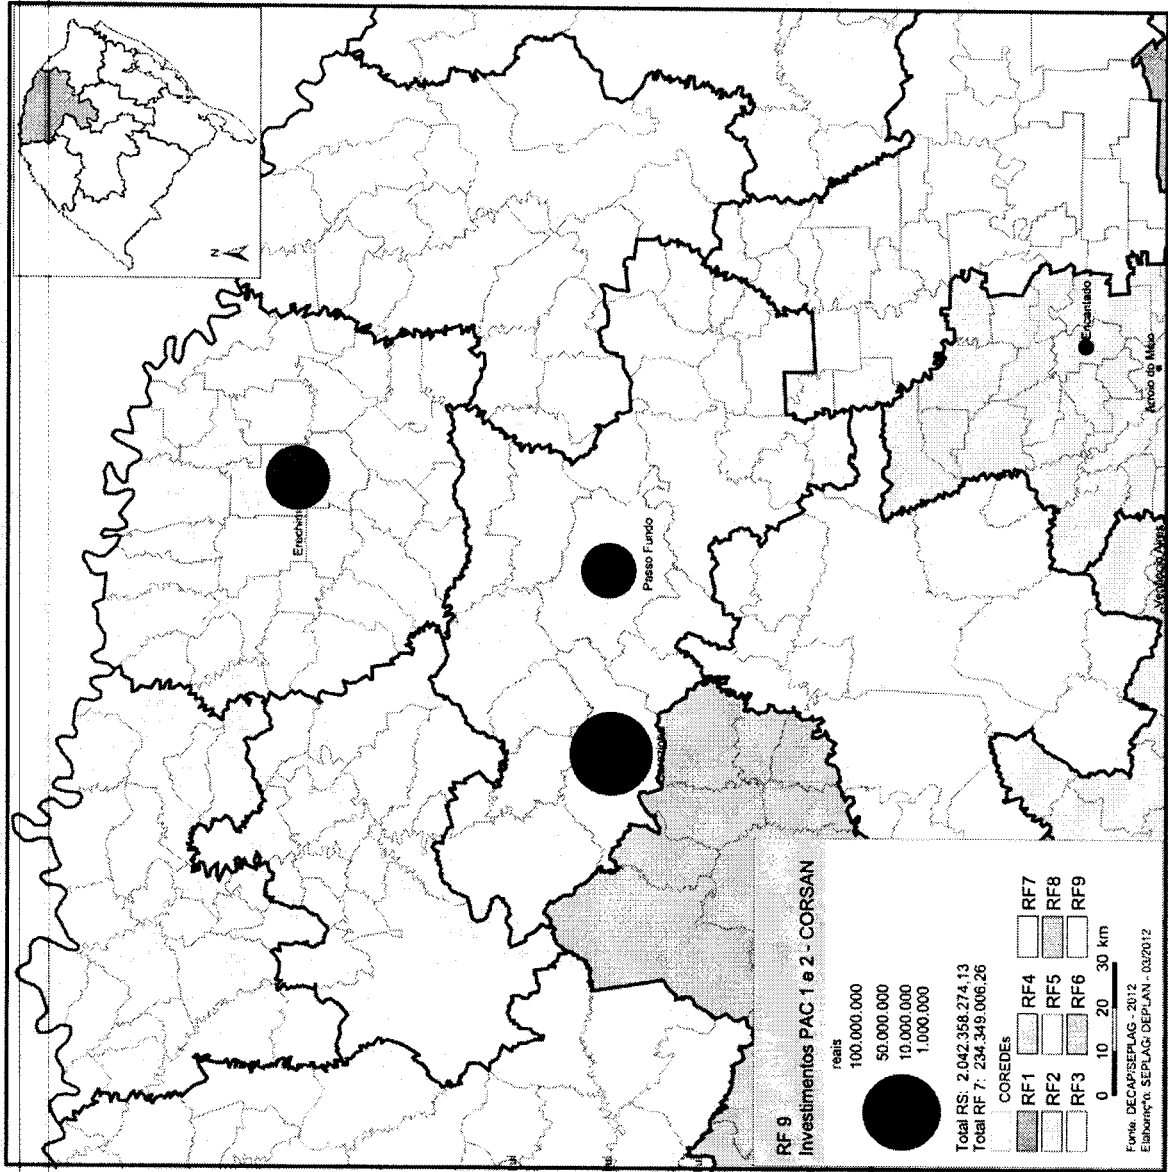 N
Erechim
Passo Fundo
Encantado
Arroio do Meio
Venâncio Aires
RF 9
Investimentos PAC 1 e 2 - CORSAN
reais
100.000.000
50.000.000
10.000.000
1.000.000
Total RS: 2.042.358.274,13
Total RF 7: 234.349.006,26
COREDEs
RF1 RF4 RF7
RF2 RF5 RF8
RF3 RF6 RF9
0 10 20 30 km
Fonte: DECAP/SEPLAG - 2012
Elaboração: SEPLAG/ DEPLAN - 03/2012